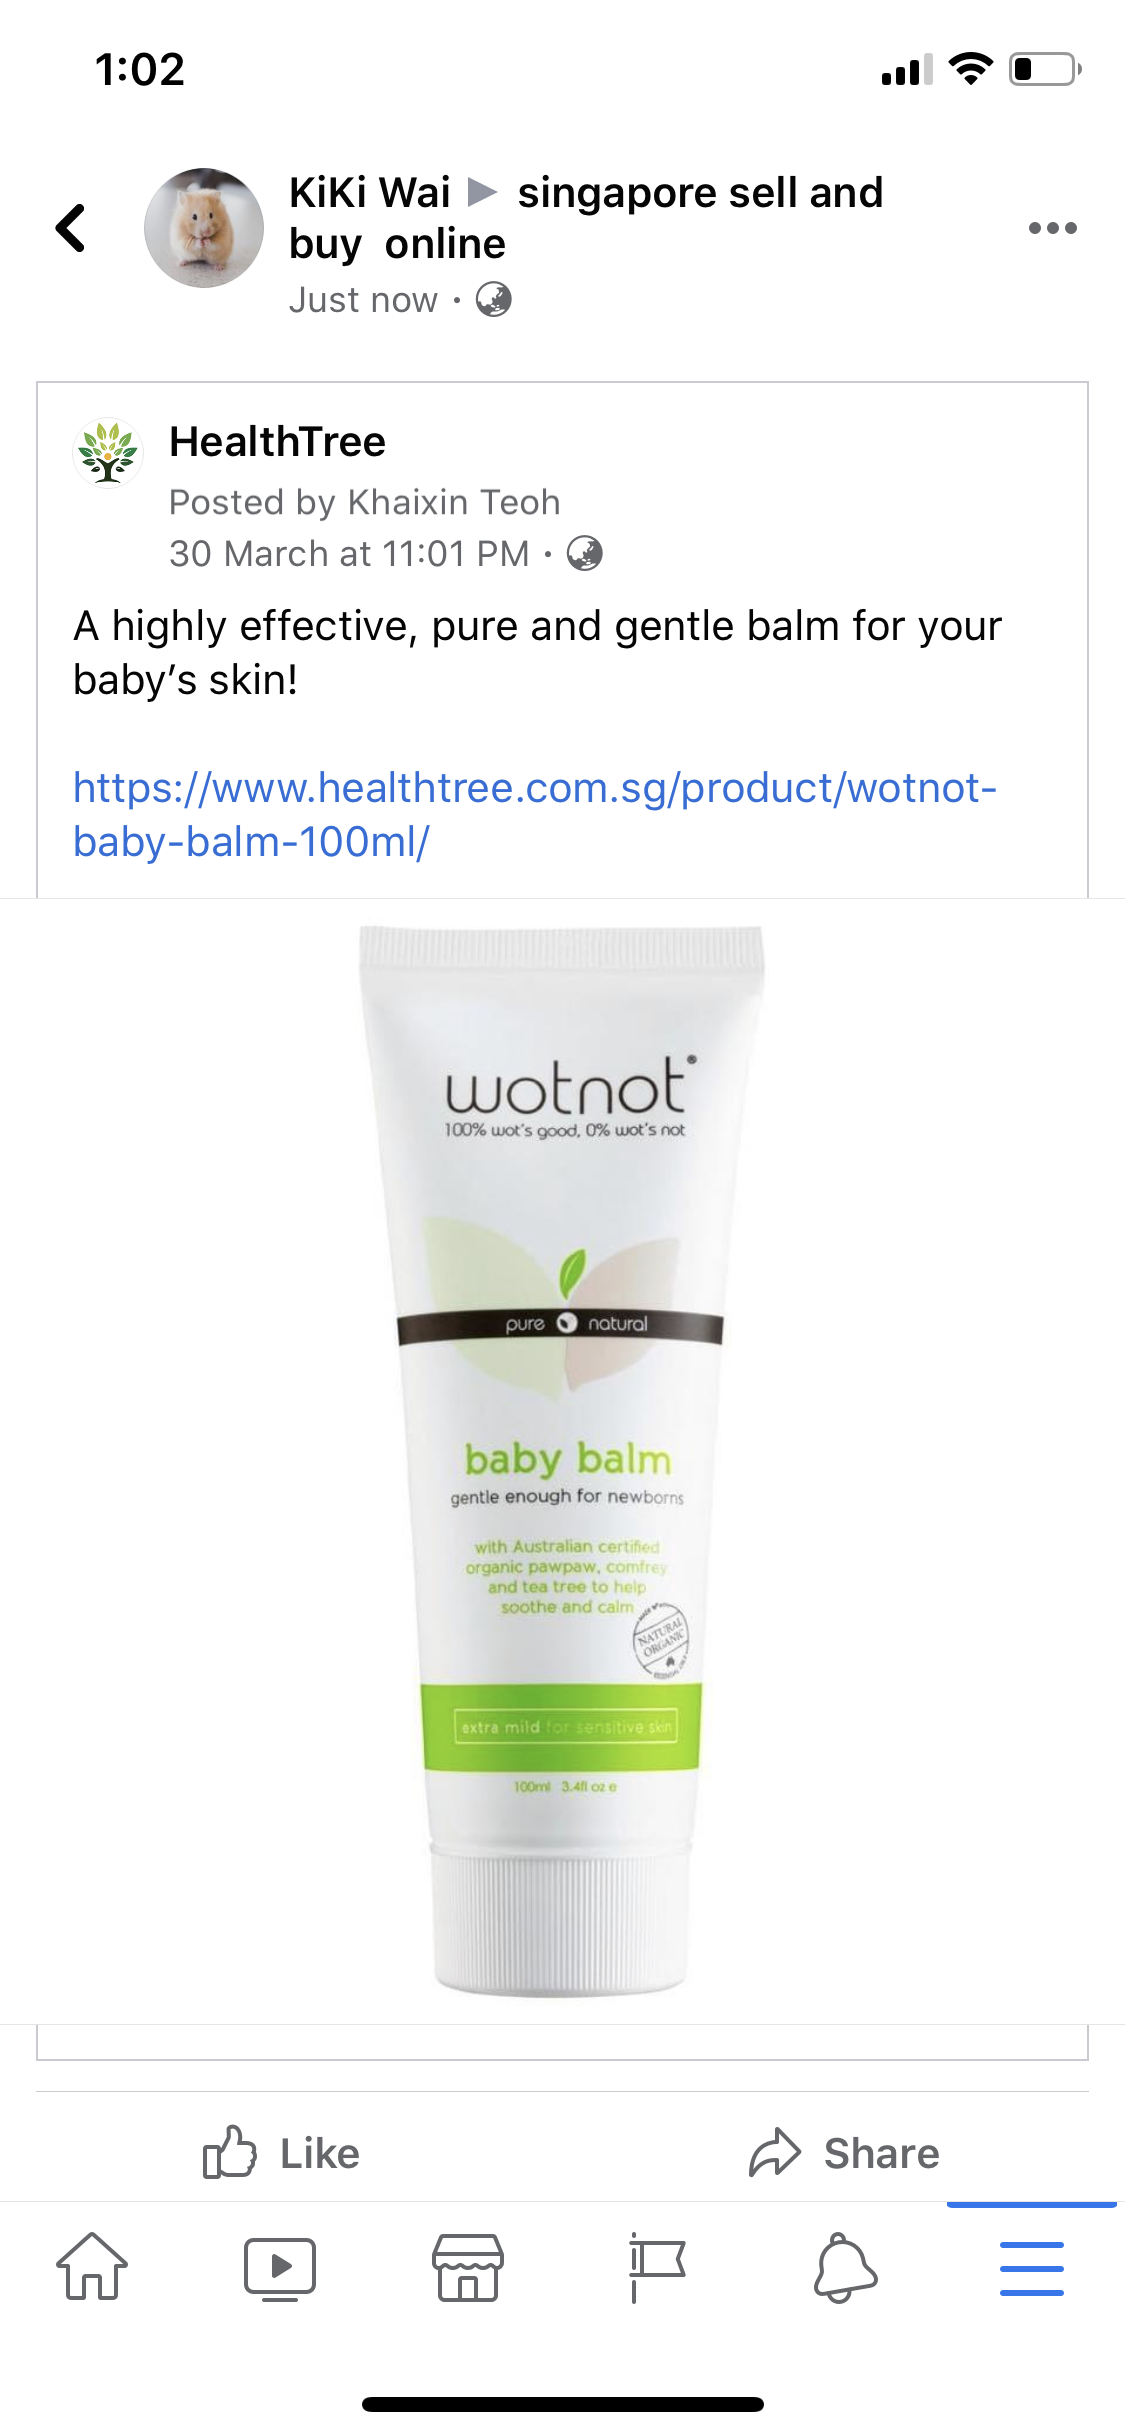 1:02
KiKi Wai ▶ singapore sell and
buy online
Just now ·
HealthTree
Posted by Khaixin Teoh
30 March at 11:01 PM ·
A highly effective, pure and gentle balm for your
baby's skin!
https://www.healthtree.com.sg/product/wotnot-
baby-balm-100ml/
wotnot®
100% wot's good, 0% wot's not
pure natural
baby balm
gentle enough for newborns
with Australian certified
organic pawpaw, comfrey
and tea tree to help
soothe and calm
NATURAL
ORGANIC
extra mild for sensitive skin
100ml 3.4fl oz e
Like
Share